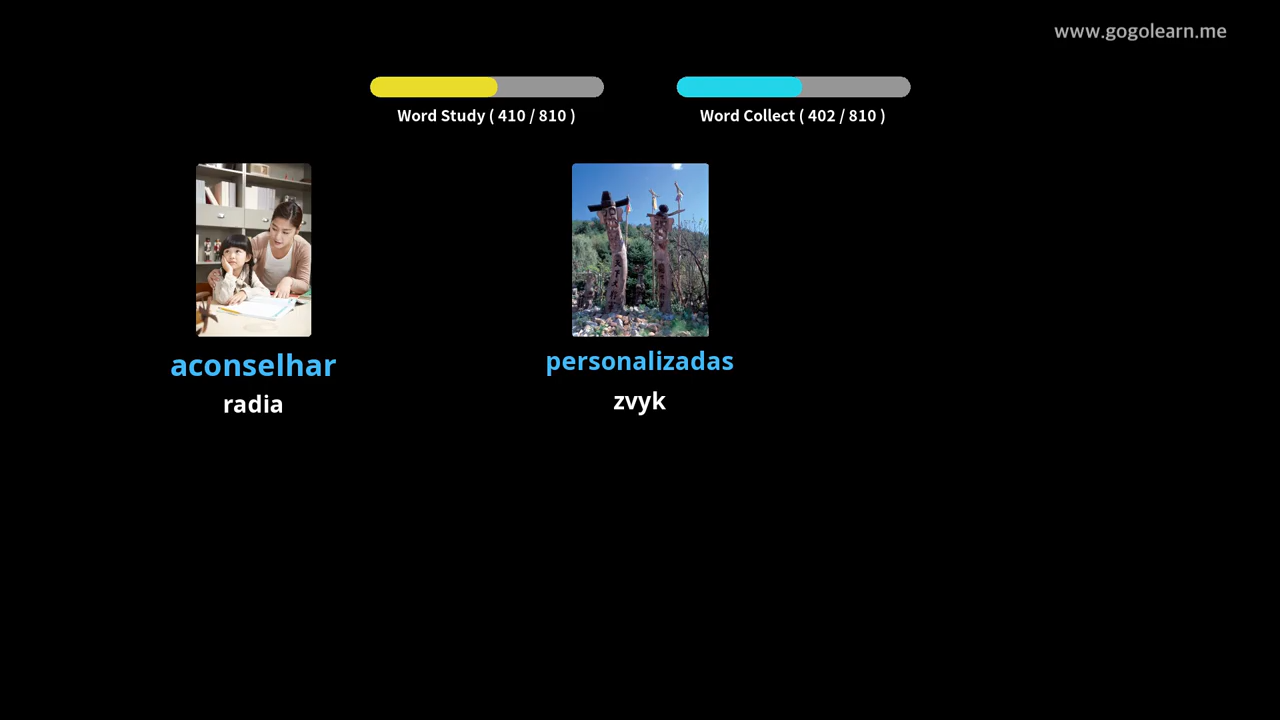 www.gogolearn.me
Word Study ( 410 / 810 )
Word Collect ( 402 / 810 )
aconselhar
radia
personalizadas
zvyk